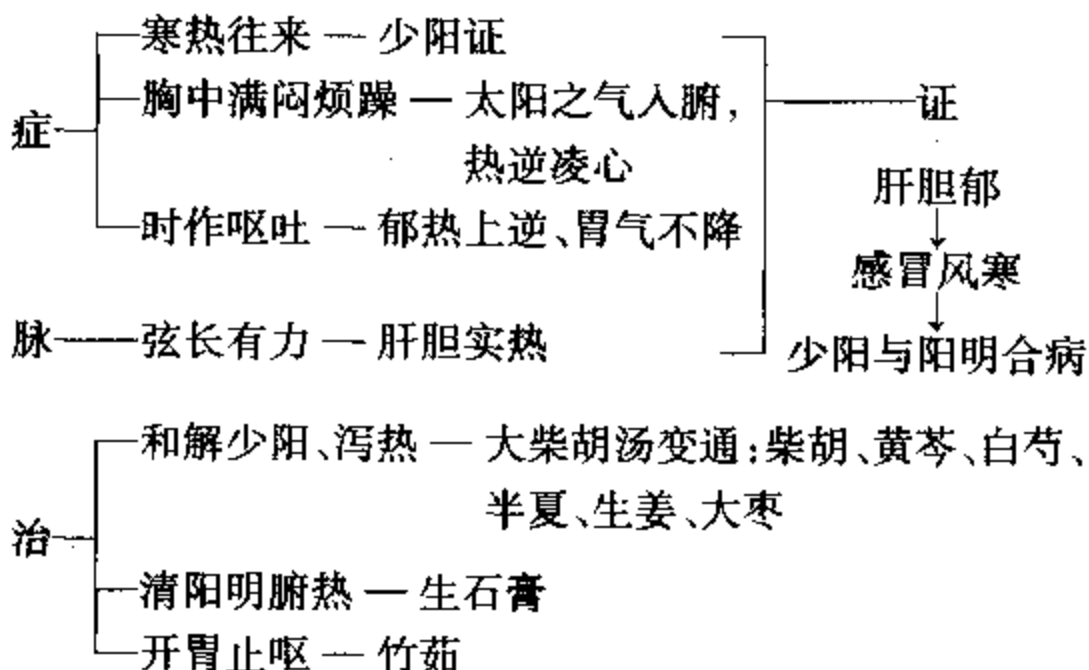 寒热往来 — 少阳证
胸中满闷烦躁 — 太阳之气入腑，
证
症
热逆凌心
肝胆郁
时作呕吐 — 郁热上逆、胃气不降
感冒风寒
脉 — 弦长有力 — 肝胆实热
少阳与阳明合病
和解少阳、泻热 — 大柴胡汤变通：柴胡、黄芩、白芍、
半夏、生姜、大枣
治
清阳明腑热 — 生石膏
开胃止呕 — 竹茹